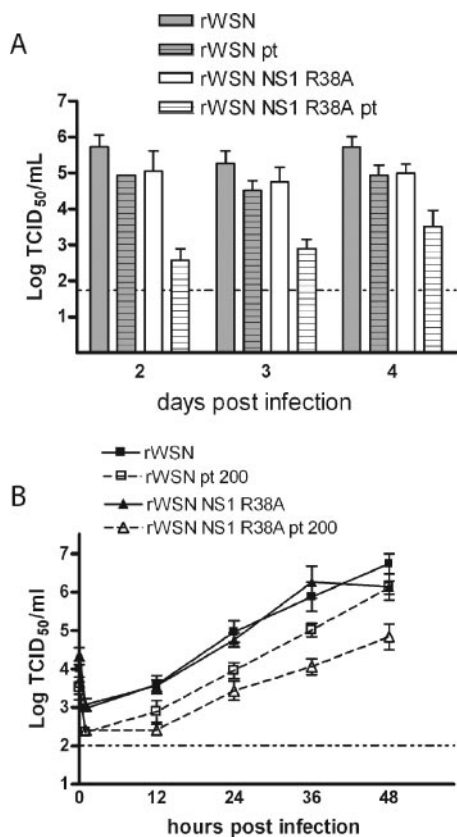 A
rWSN
rWSN pt
rWSN NS1 R38A
rWSN NS1 R38A pt
Log TCID50/mL
7
6
5
4
3
2
1
2 3 4
days post infection
B
rWSN
rWSN pt 200
rWSN NS1 R38A
rWSN NS1 R38A pt 200
Log TCID50/ml
7
6
5
4
3
2
1
0 12 24 36 48
hours post infection